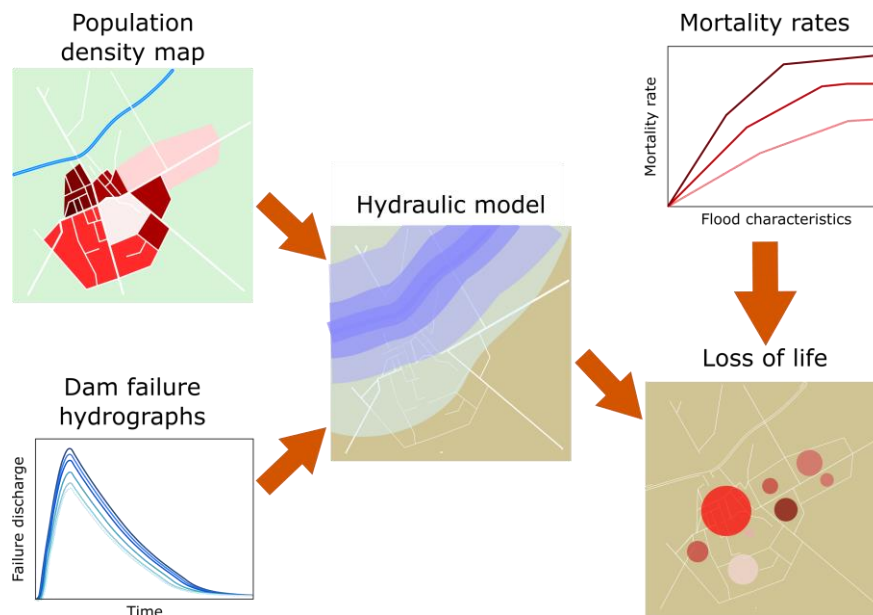 Population
density map
Mortality rates
Mortality rate
Flood characteristics
Hydraulic model
Dam failure
hydrographs
Failure discharge
Time
Loss of life